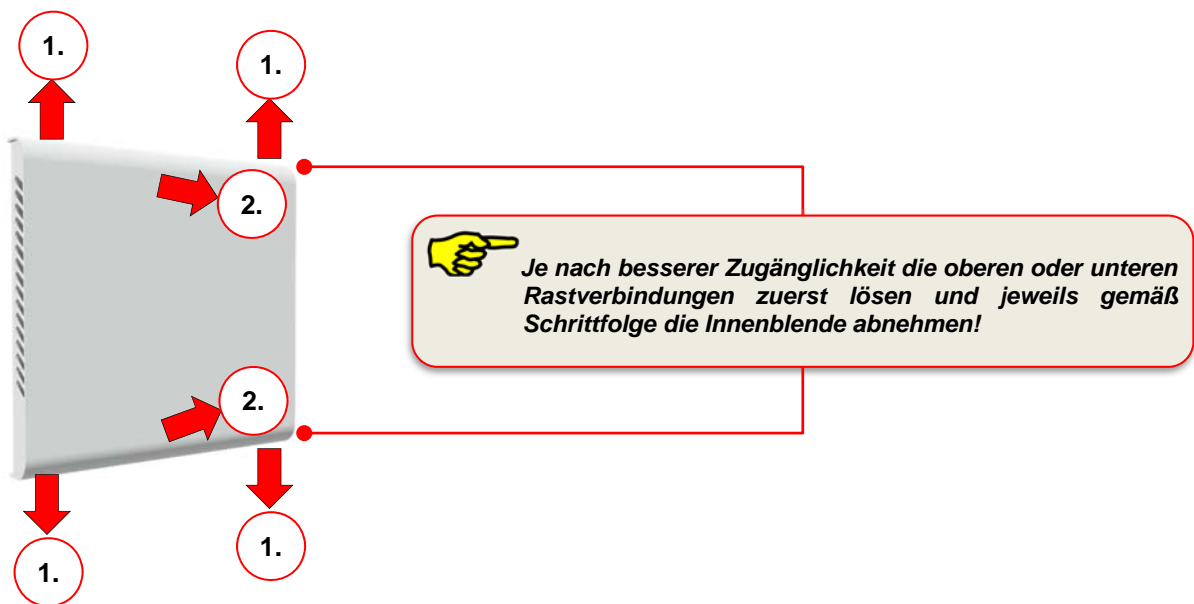 1.
1.
2.
Je nach besserer Zugänglichkeit die oberen oder unteren
Rastverbindungen zuerst lösen und jeweils gemäß
Schrittfolge die Innenblende abnehmen!
2.
1.
1.